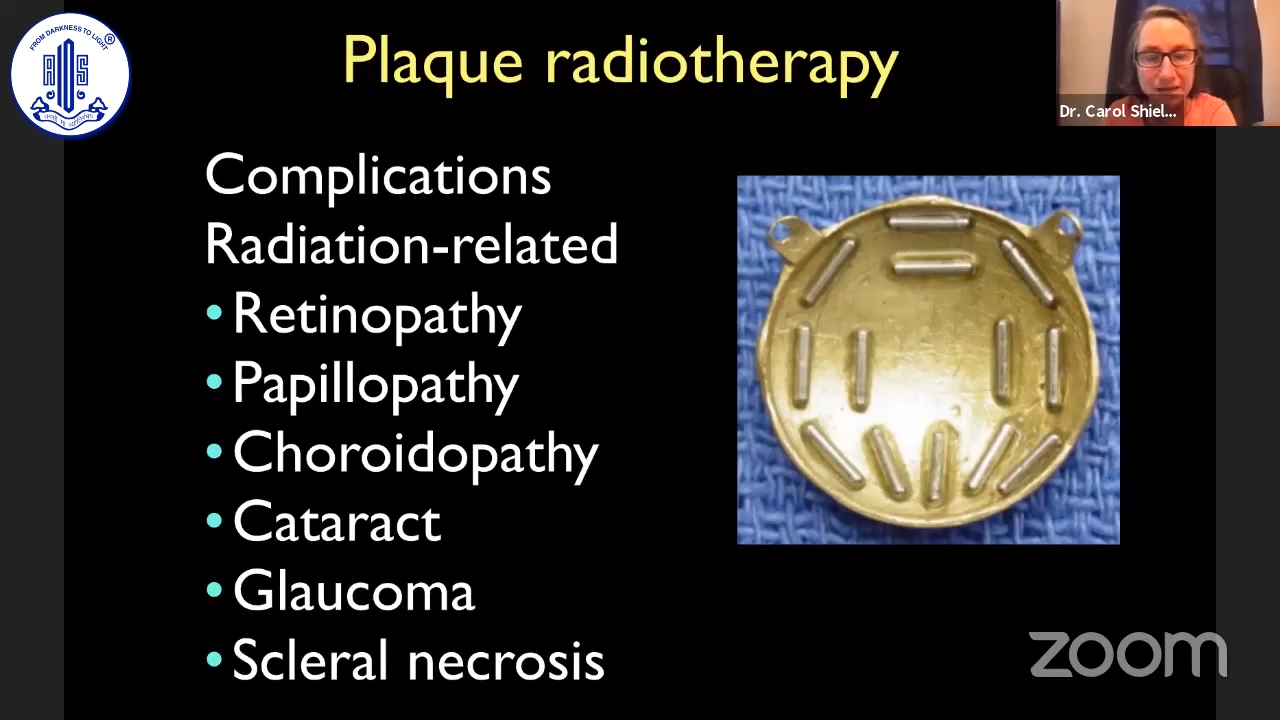 FROM DARKNESS TO LIGHT
®
AIOS
Plaque radiotherapy
Dr. Carol Shiel...
Complications
Radiation-related
• Retinopathy
• Papillopathy
• Choroidopathy
• Cataract
• Glaucoma
• Scleral necrosis
zoom